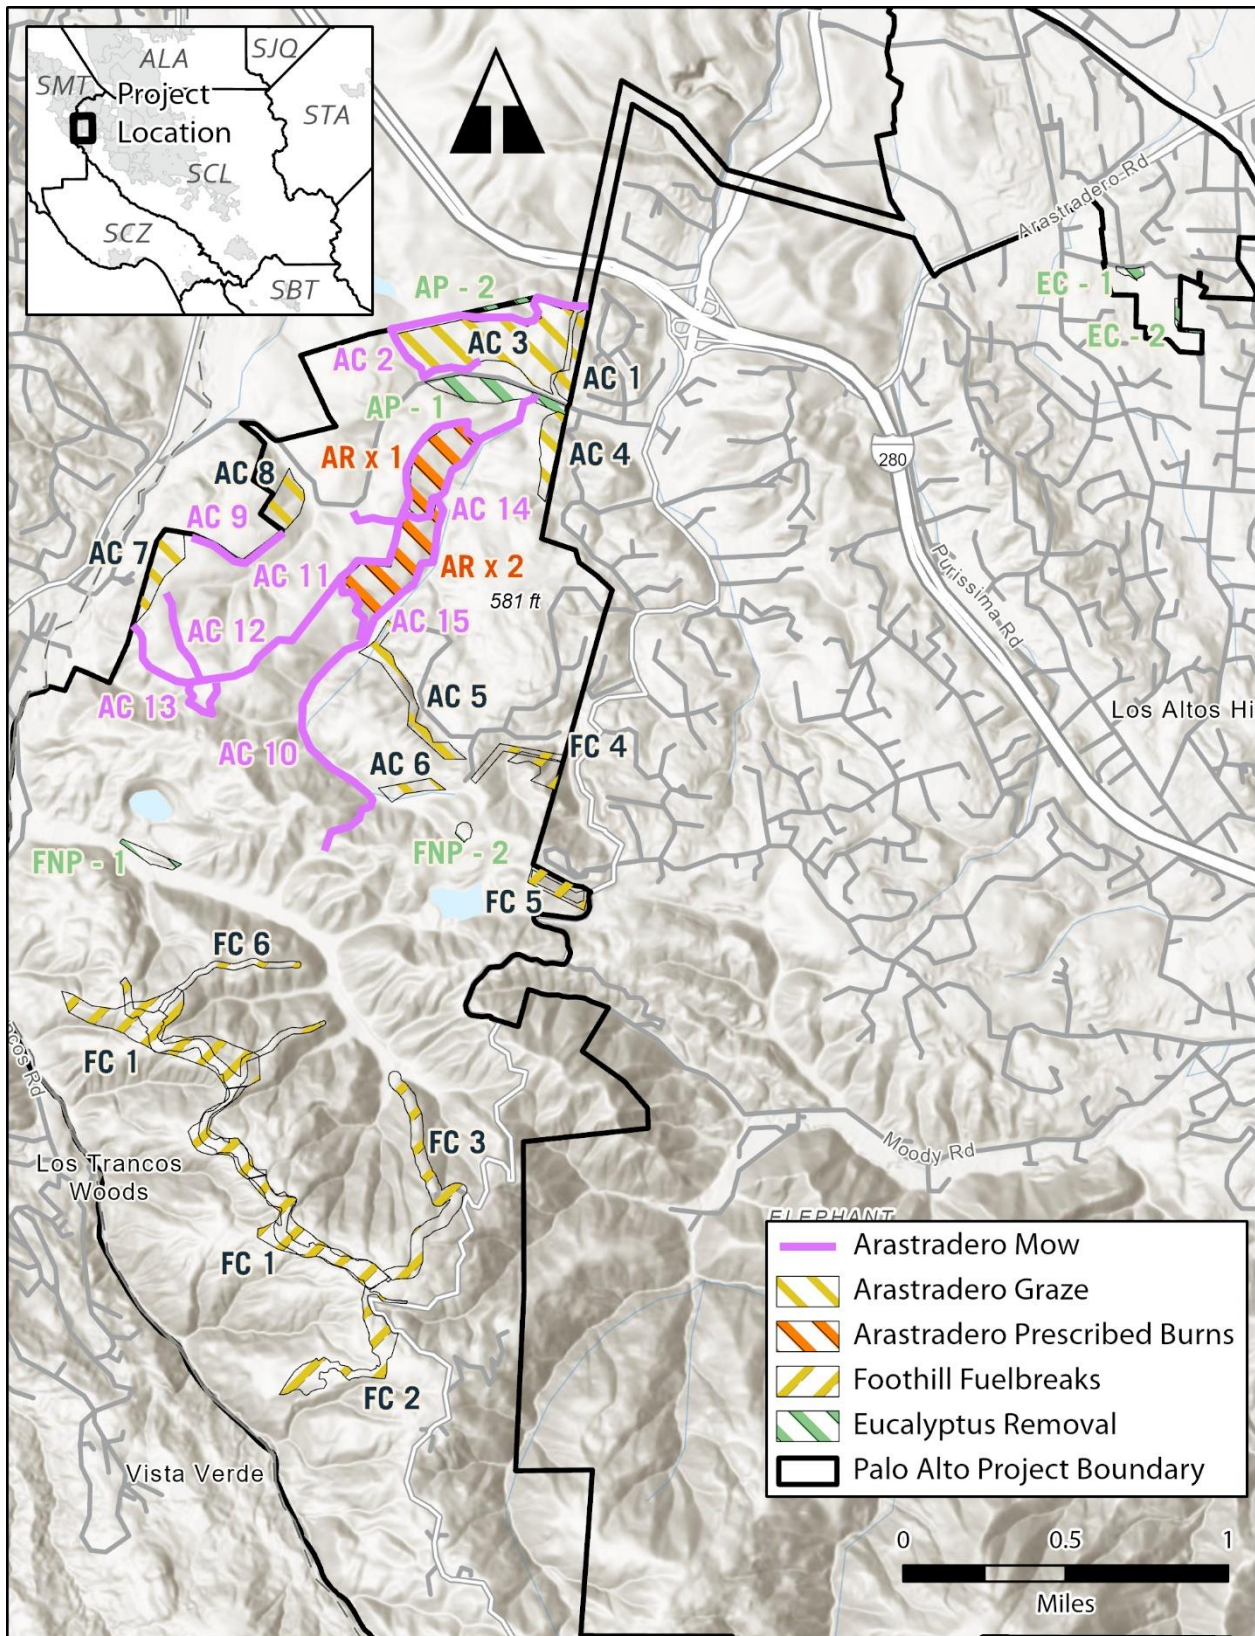 SJQ
ALA
SMT
Project
Location
STA
SCL
SCZ
SBT
Arastradero Rd
EC - 1
EC - 2
AP - 2
AC 3
AC 2
AC 1
AP - 1
AR x 1
AC 4
280
AC 8
AC 9
AC 14
AC 7
AC 11
AR x 2
581 ft
Purissima Rd
AC 12
AC 15
AC 5
AC 13
Los Altos Hi
AC 10
FC 4
AC 6
FNP - 1
FNP - 2
FC 5
FC 6
FC 1
cos Rd
FC 3
Moody Rd
Los Trancos
Woods
ELEPHANT
FC 1
FC 2
Vista Verde
Arastradero Mow
Arastradero Graze
Arastradero Prescribed Burns
Foothill Fuelbreaks
Eucalyptus Removal
Palo Alto Project Boundary
0 0.5 1
Miles